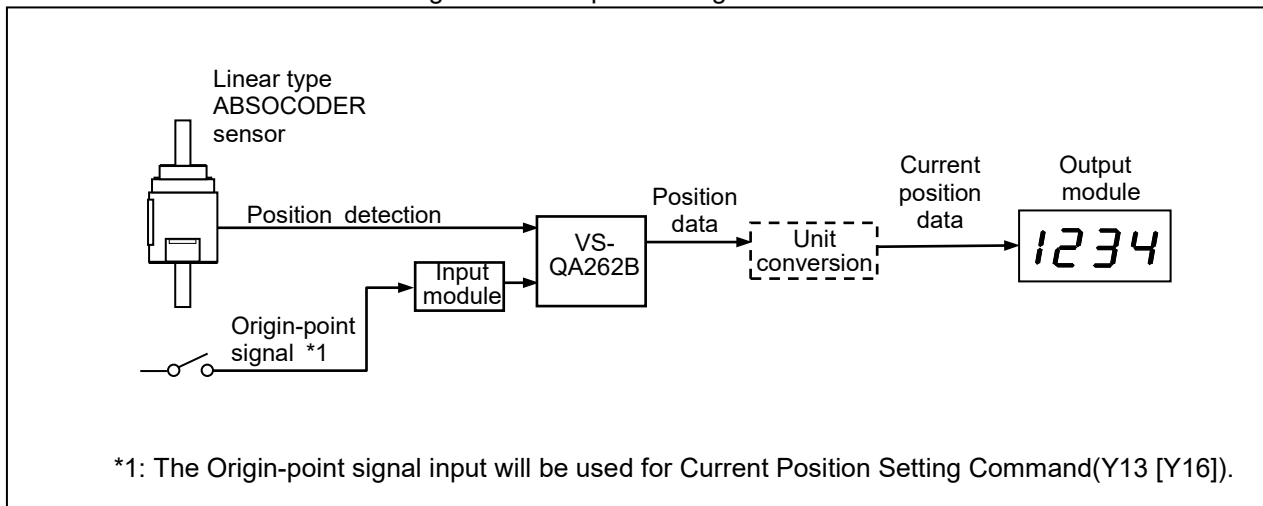 Linear type
ABSOCODER
sensor
Position detection
Origin-point
signal *1
Input
module
VS-
QA262B
Position
data
Unit
conversion
Current
position
data
Output
module
1234
*1: The Origin-point signal input will be used for Current Position Setting Command(Y13 [Y16]).